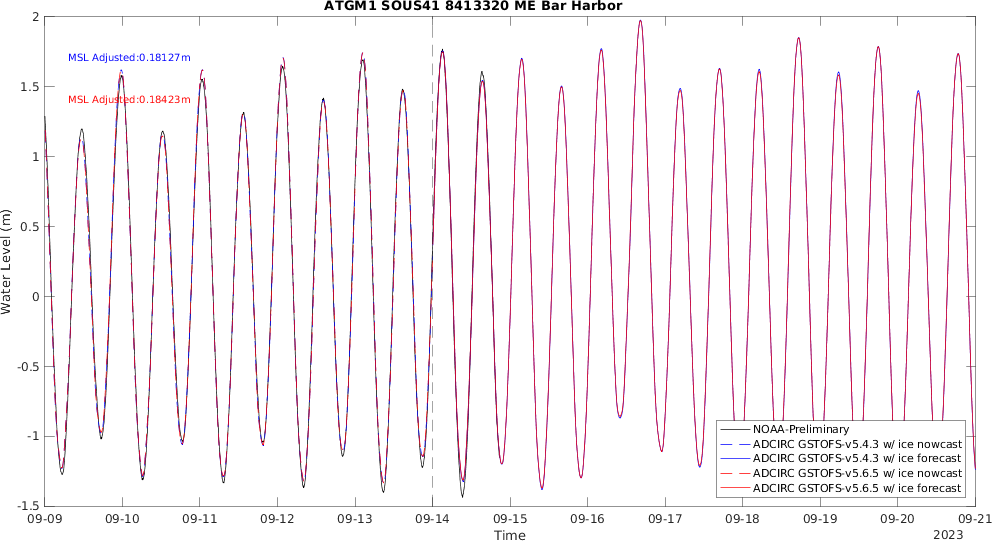 ATGM1 SOUS41 8413320 ME Bar Harbor
MSL Adjusted:0.18127m
MSL Adjusted:0.18423m
Water Level (m)
2
1.5
1
0.5
0
-0.5
-1
-1.5
NOAA-Preliminary
ADCIRC GSTOFS-v5.4.3 w/ ice nowcast
ADCIRC GSTOFS-v5.4.3 w/ ice forecast
ADCIRC GSTOFS-v5.6.5 w/ ice nowcast
ADCIRC GSTOFS-v5.6.5 w/ ice forecast
09-09 09-10 09-11 09-12 09-13 09-14 09-15 09-16 09-17 09-18 09-19 09-20 09-21
Time
2023